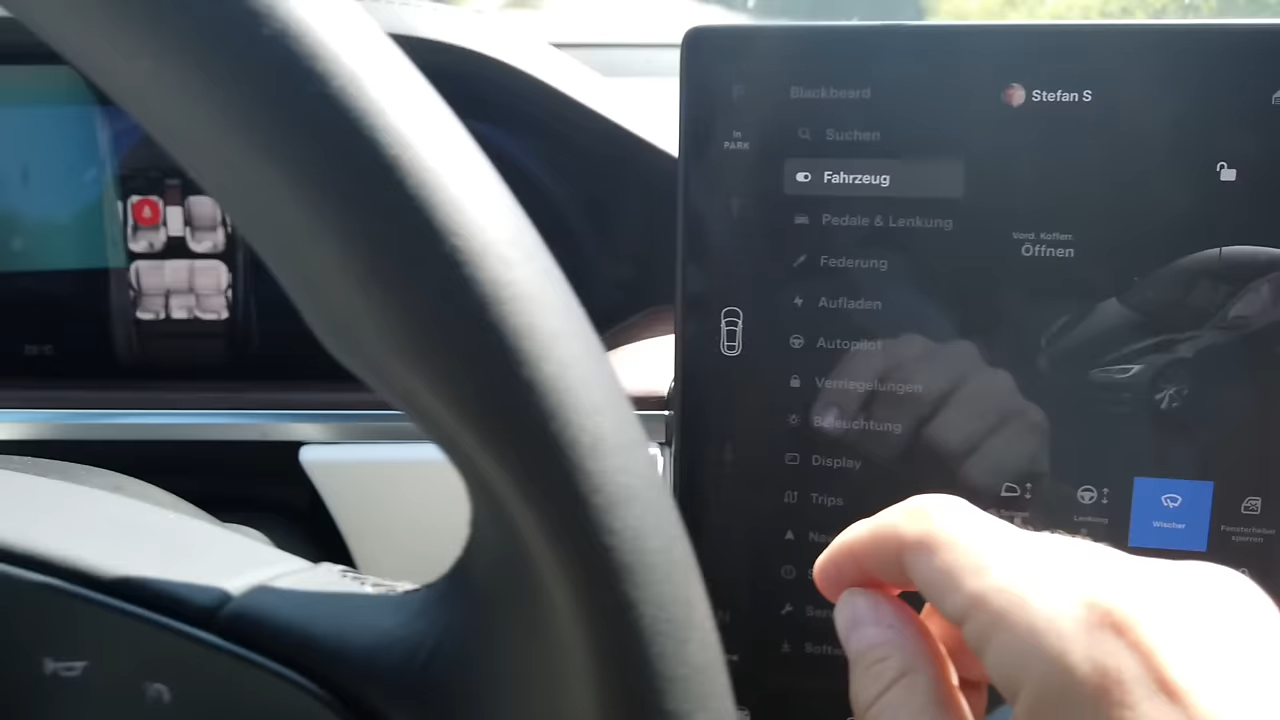 Blackbeard
Stefan S
In
PARK
Suchen
Fahrzeug
Pedale & Lenkung
Vord. Kofferr.
Öffnen
Federung
Aufladen
Autopilot
Verriegelungen
Beleuchtung
Display
Trips
Lenkung
Wischer
Fensterheber
sperren